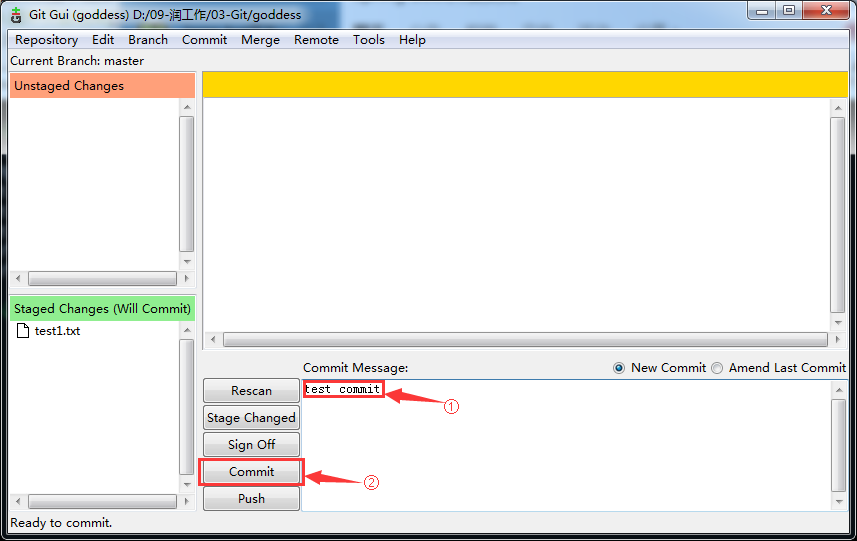 Git Gui (goddess) D:/09-润工作/03-Git/goddess
Repository Edit Branch Commit Merge Remote Tools Help
Current Branch: master
Unstaged Changes
Staged Changes (Will Commit)
test1.txt
Commit Message:
New Commit
Amend Last Commit
Rescan
test commit
①
Stage Changed
Sign Off
Commit
②
Push
Ready to commit.